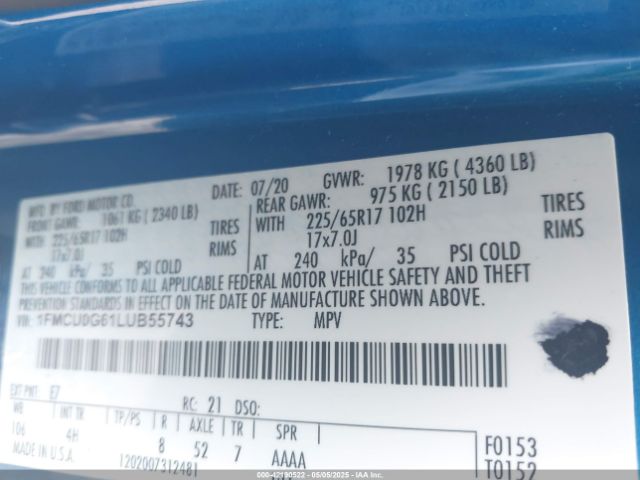 MFG. BY FORD MOTOR CO.
DATE: 07/20 GVWR: 1978 KG ( 4360 LB)
FRONT GAWR: 1061 KG ( 2340 LB) REAR GAWR: 975 KG ( 2150 LB)
WITH 225/65R17 102H TIRES WITH 225/65R17 102H TIRES
17x7.0J RIMS 17x7.0J RIMS
AT 240 kPa/ 35 PSI COLD AT 240 kPa/ 35 PSI COLD
THIS VEHICLE CONFORMS TO ALL APPLICABLE FEDERAL MOTOR VEHICLE SAFETY AND THEFT
PREVENTION STANDARDS IN EFFECT ON THE DATE OF MANUFACTURE SHOWN ABOVE.
VIN: 1FMCU0G61LUB55743 TYPE: MPV
EXT PNT: E7 RC: 21 DSO:
WB INT TR TP/PS R AXLE TR SPR
106 4H 8 52 7 AAAA
MADE IN U.S.A.
1202007312481
F0153
T0152
© IAA 42190522 - 05/05/2025 - IAAI.COM